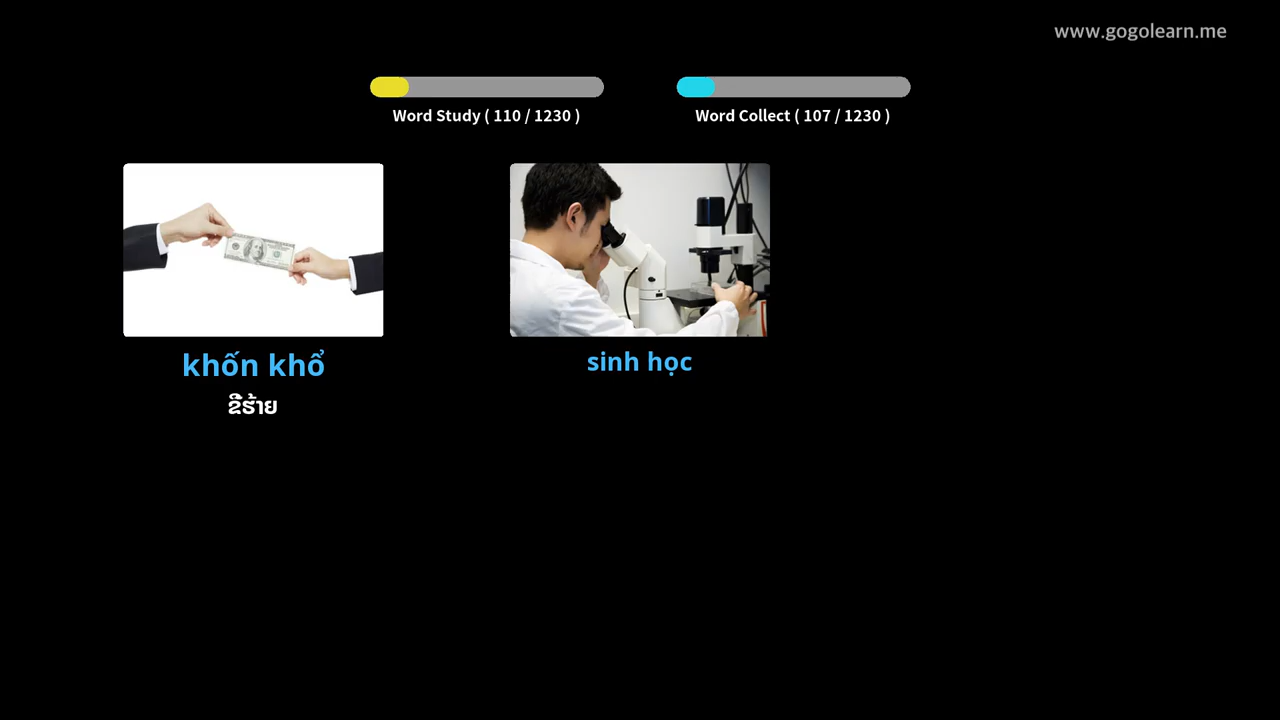 www.gogolearn.me
Word Study ( 110 / 1230 )
Word Collect ( 107 / 1230 )
khốn khổ
ຂີ້ຮ້າຍ
sinh học